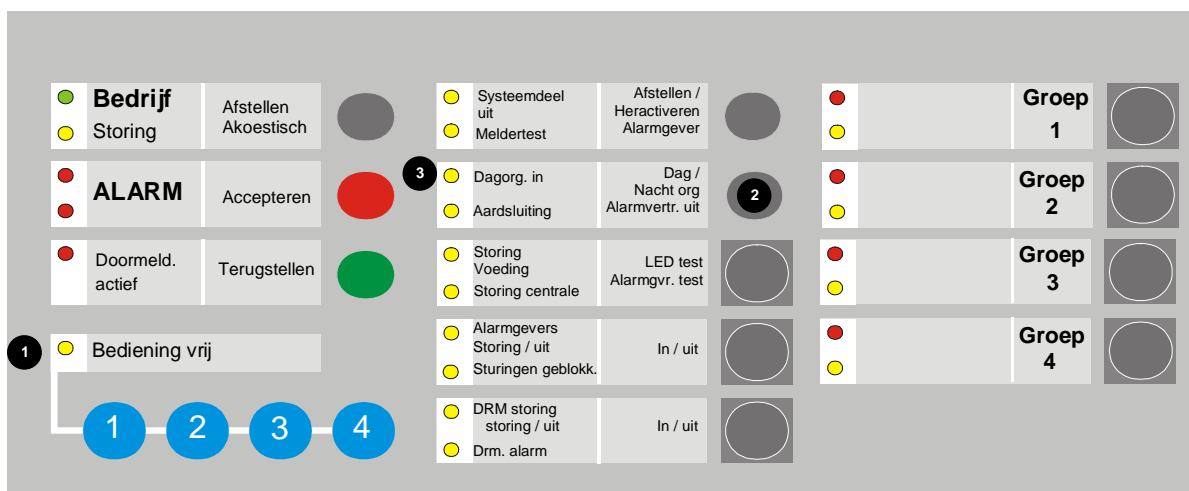 Bedrijf
Storing
Afstellen
Akoestisch
ALARM
Accepteren
Doormeld.
actief
Terugstellen
1
Bediening vrij
1
2
3
4
Systeemdeel
uit
Meldertest
Afstellen /
Heractiveren
Alarmgever
3
Dagorg. in
Aardsluiting
Dag /
Nacht org
Alarmvertr. uit
2
Storing
Voeding
Storing centrale
LED test
Alarmgvr. test
Alarmgevers
Storing / uit
Sturingen geblokk.
In / uit
DRM storing
storing / uit
Drm. alarm
In / uit
Groep
1
Groep
2
Groep
3
Groep
4